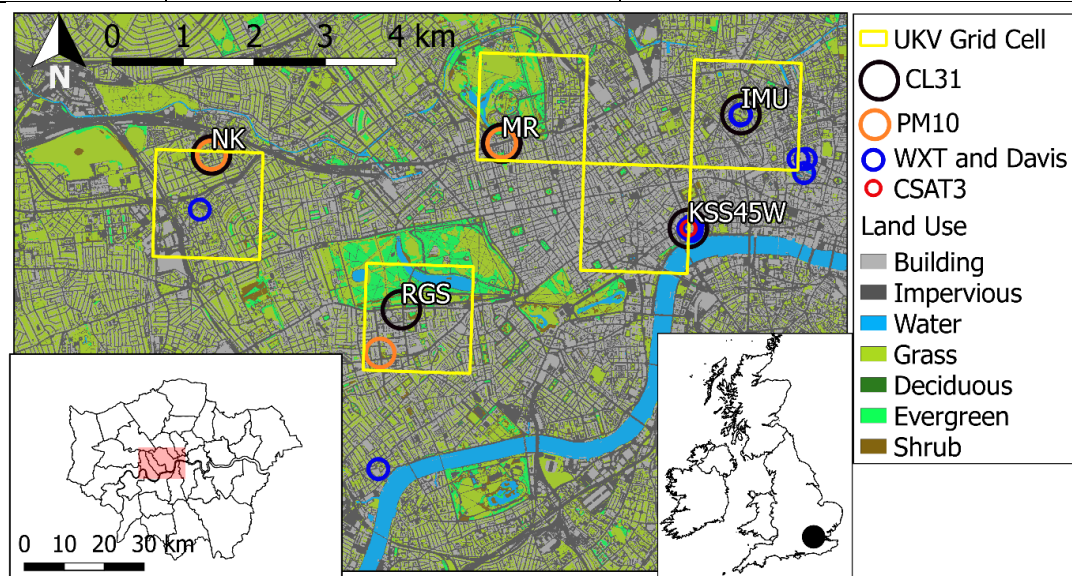 0 1 2 3 4 km
N
NK
MR
IMU
KSS45W
RGS
0 10 20 30 km
UKV Grid Cell
CL31
PM10
WXT and Davis
CSAT3
Land Use
Building
Impervious
Water
Grass
Deciduous
Evergreen
Shrub